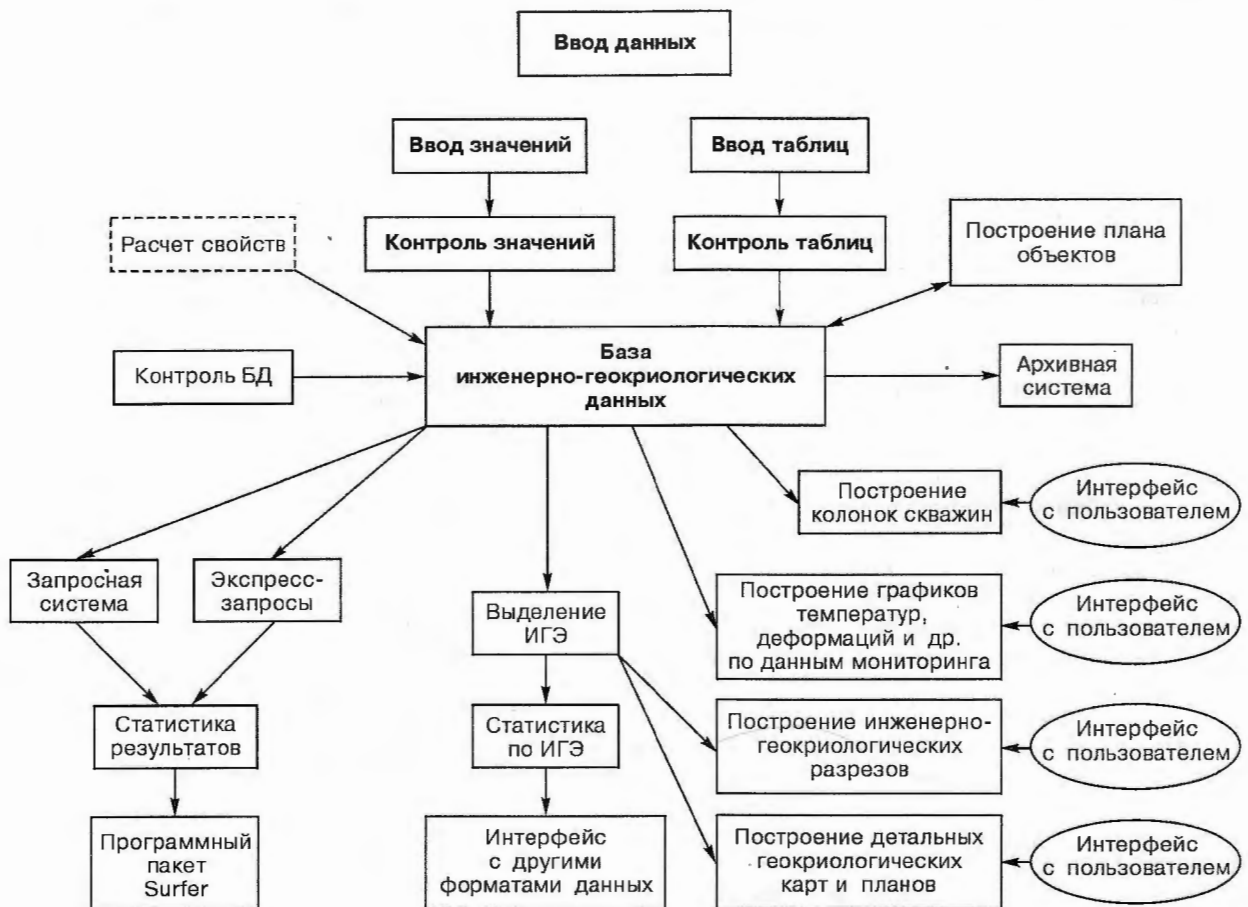 Ввод данных
Ввод значений
Ввод таблиц
Расчет свойств
Контроль значений
Контроль таблиц
Построение плана
объектов
Контроль БД
База
инженерно-геокриологических
данных
Архивная
система
Построение
колонок скважин
Интерфейс
с пользователем
Запросная
система
Экспресс-
запросы
Выделение
ИГЭ
Построение графиков
температур,
деформаций и др.
по данным мониторинга
Интерфейс
с пользователем
Статистика
результатов
Статистика
по ИГЭ
Построение инженерно-
геокриологических
разрезов
Интерфейс
с пользователем
Программный
пакет
Surfer
Интерфейс
с другими
форматами данных
Построение детальных
геокриологических
карт и планов
Интерфейс
с пользователем